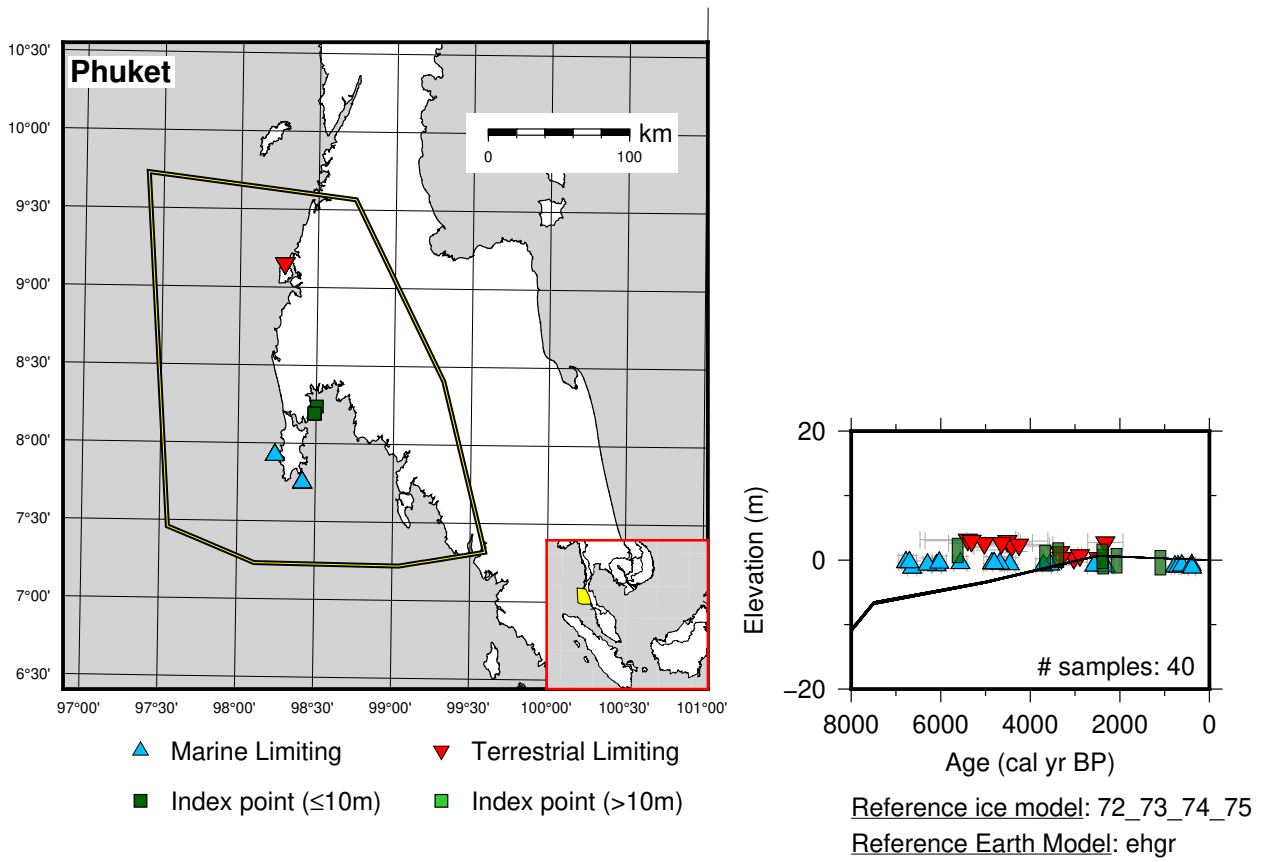 Phuket
10°30'
10°00'
9°30'
9°00'
8°30'
8°00'
7°30'
7°00'
6°30'
97°00'
97°30'
98°00'
98°30'
99°00'
99°30'
100°00'
100°30'
101°00'
km
0
100
Marine Limiting
Terrestrial Limiting
Index point (≤10m)
Index point (>10m)
20
0
−20
Elevation (m)
# samples: 40
8000
6000
4000
2000
0
Age (cal yr BP)
Reference ice model: 72_73_74_75
Reference Earth Model: ehgr